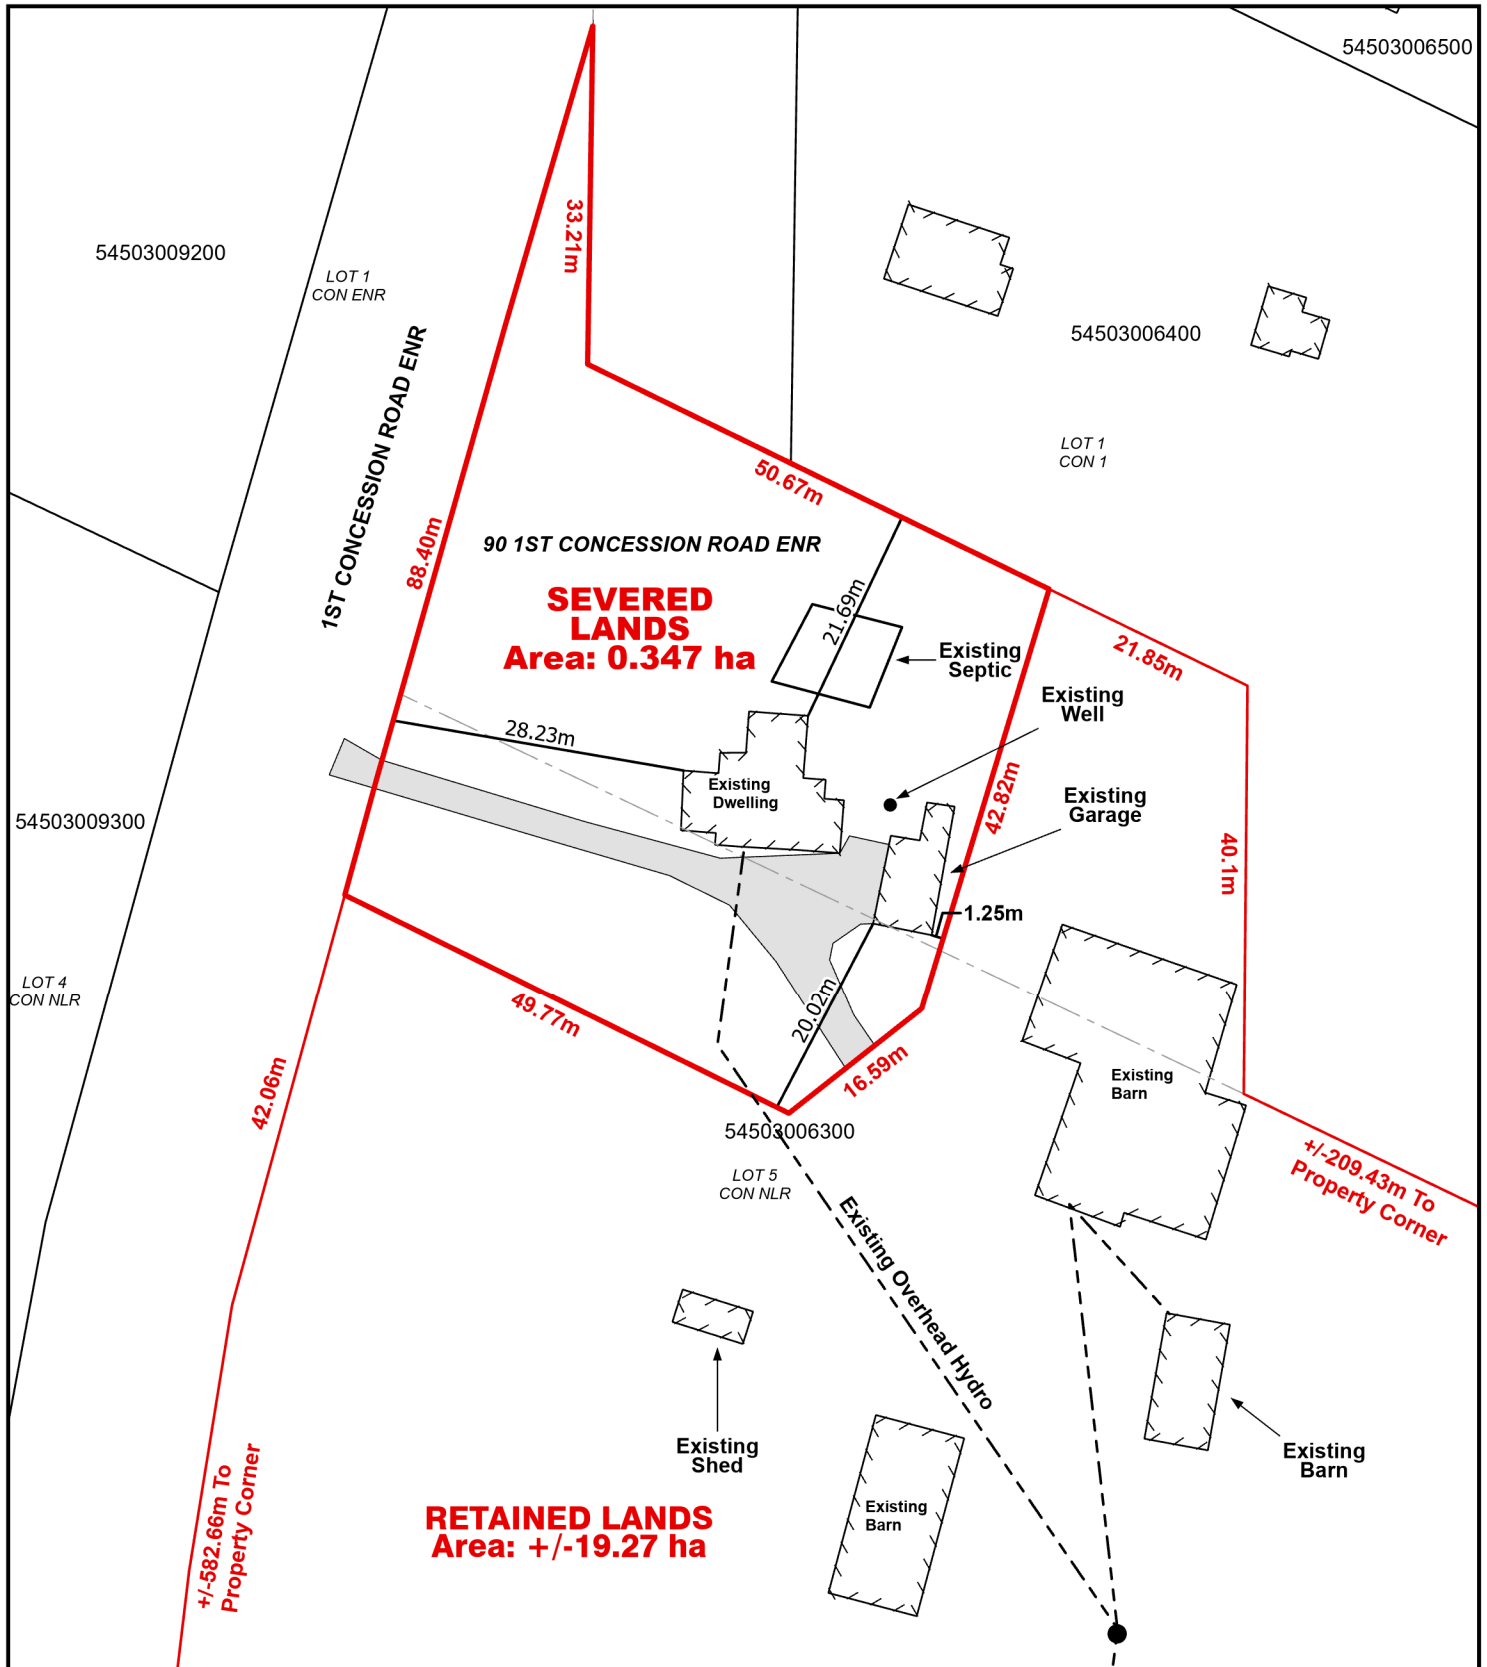 54503006500
54503009200
LOT 1
CON ENR
33.21m
54503006400
1ST CONCESSION ROAD ENR
LOT 1
CON 1
50.67m
88.40m
90 1ST CONCESSION ROAD ENR
SEVERED
LANDS
Area: 0.347 ha
21.69m
Existing
Septic
21.85m
Existing
Well
28.23m
Existing
Dwelling
42.82m
Existing
Garage
54503009300
40.1m
1.25m
LOT 4
CON NLR
49.77m
20.02m
16.59m
42.06m
Existing
Barn
54503006300
LOT 5
CON NLR
+/-209.43m To
Property Corner
Existing Overhead Hydro
Existing
Shed
Existing
Barn
Existing
Barn
RETAINED LANDS
Area: +/-19.27 ha
+/-582.66m To
Property Corner